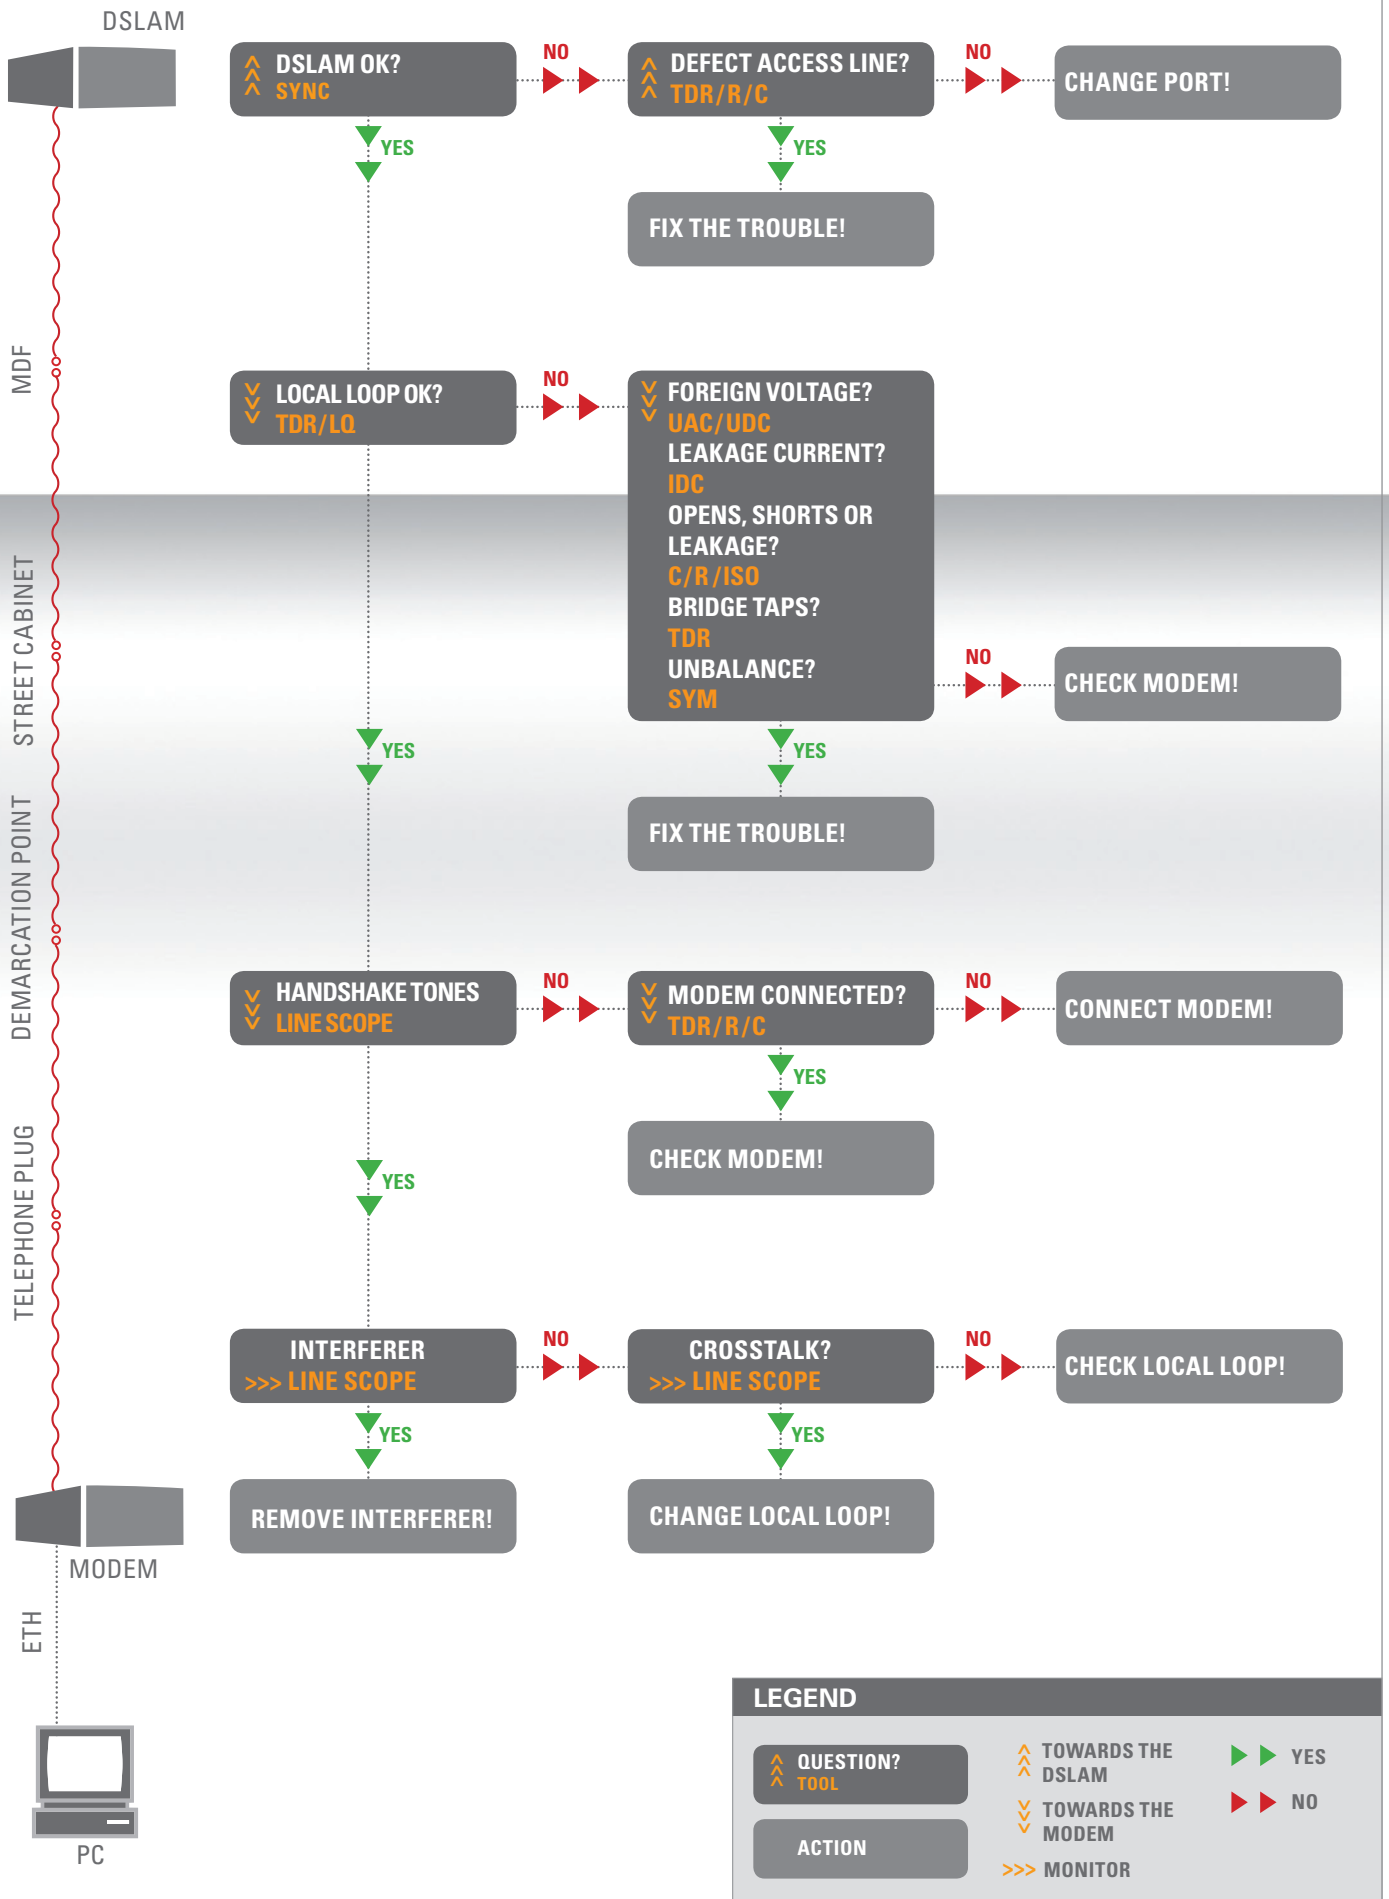 DSLAM
DSLAM OK?
SYNC
NO
DEFECT ACCESS LINE?
TDR/R/C
NO
CHANGE PORT!
YES
YES
FIX THE TROUBLE!
MDF
LOCAL LOOP OK?
TDR/LQ
NO
FOREIGN VOLTAGE?
UAC/UDC
LEAKAGE CURRENT?
IDC
OPENS, SHORTS OR
LEAKAGE?
C/R/ISO
BRIDGE TAPS?
TDR
UNBALANCE?
SYM
NO
CHECK MODEM!
STREET CABINET
YES
YES
FIX THE TROUBLE!
DEMARCATION POINT
HANDSHAKE TONES
LINE SCOPE
NO
MODEM CONNECTED?
TDR/R/C
NO
CONNECT MODEM!
YES
CHECK MODEM!
TELEPHONE PLUG
YES
INTERFERER
>>> LINE SCOPE
NO
CROSSTALK?
>>> LINE SCOPE
NO
CHECK LOCAL LOOP!
YES
YES
REMOVE INTERFERER!
CHANGE LOCAL LOOP!
MODEM
ETH
PC
LEGEND
QUESTION?
TOOL
ACTION
TOWARDS THE
DSLAM
TOWARDS THE
MODEM
>>> MONITOR
YES
NO